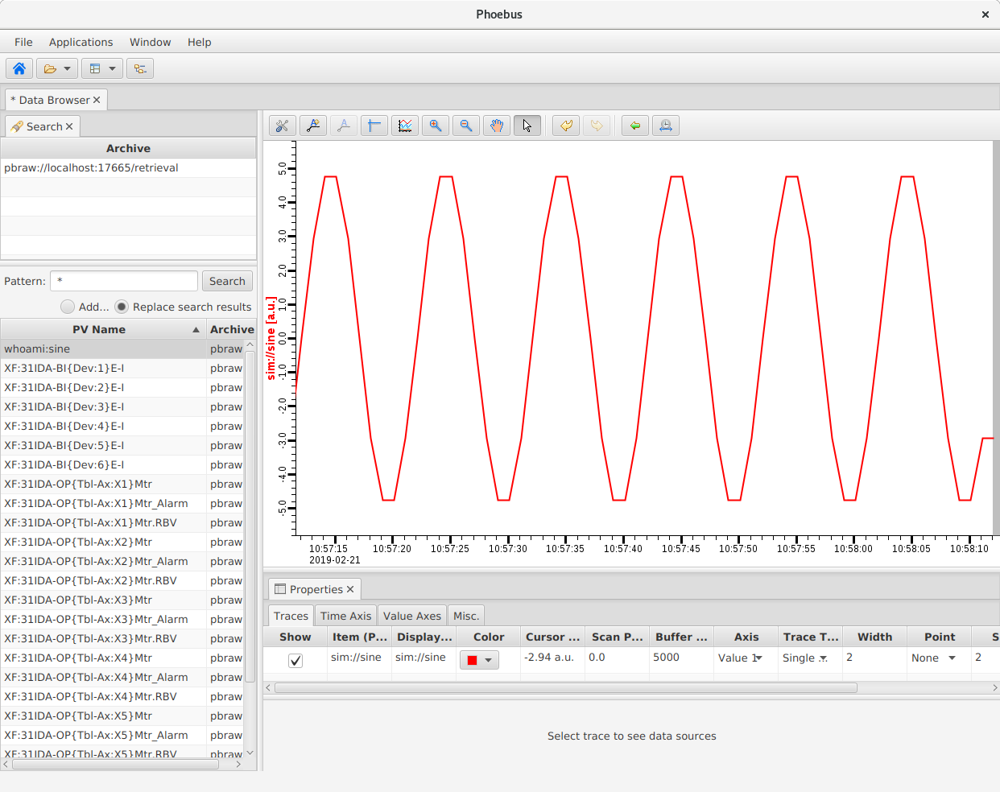 Phoebus
File Applications Window Help
* Data Browser
Search
Archive
pbraw://localhost:17665/retrieval
Pattern: * Search
Add... Replace search results
PV Name Archive
whoami:sine pbraw
XF:31IDA-BI{Dev:1}E-I pbraw
XF:31IDA-BI{Dev:2}E-I pbraw
XF:31IDA-BI{Dev:3}E-I pbraw
XF:31IDA-BI{Dev:4}E-I pbraw
XF:31IDA-BI{Dev:5}E-I pbraw
XF:31IDA-BI{Dev:6}E-I pbraw
XF:31IDA-OP{Tbl-Ax:X1}Mtr pbraw
XF:31IDA-OP{Tbl-Ax:X1}Mtr_Alarm pbraw
XF:31IDA-OP{Tbl-Ax:X1}Mtr.RBV pbraw
XF:31IDA-OP{Tbl-Ax:X2}Mtr pbraw
XF:31IDA-OP{Tbl-Ax:X2}Mtr_Alarm pbraw
XF:31IDA-OP{Tbl-Ax:X2}Mtr.RBV pbraw
XF:31IDA-OP{Tbl-Ax:X3}Mtr pbraw
XF:31IDA-OP{Tbl-Ax:X3}Mtr_Alarm pbraw
XF:31IDA-OP{Tbl-Ax:X3}Mtr.RBV pbraw
XF:31IDA-OP{Tbl-Ax:X4}Mtr pbraw
XF:31IDA-OP{Tbl-Ax:X4}Mtr_Alarm pbraw
XF:31IDA-OP{Tbl-Ax:X4}Mtr.RBV pbraw
XF:31IDA-OP{Tbl-Ax:X5}Mtr pbraw
XF:31IDA-OP{Tbl-Ax:X5}Mtr_Alarm pbraw
XF:31IDA-OP{Tbl-Ax:X5}Mtr.RBV pbraw
sim://sine [a.u.]
5.0
4.0
3.0
2.0
1.0
0.0
-1.0
-2.0
-3.0
-4.0
-5.0
10:57:15 10:57:20 10:57:25 10:57:30 10:57:35 10:57:40 10:57:45 10:57:50 10:57:55 10:58:00 10:58:05 10:58:10
2019-02-21
Properties
Traces Time Axis Value Axes Misc.
Show Item (P... Display... Color Cursor ... Scan P... Buffer ... Axis Trace T... Width Point S
sim://sine sim://sine -2.94 a.u. 0.0 5000 Value 1 Single ... 2 None 2
Select trace to see data sources